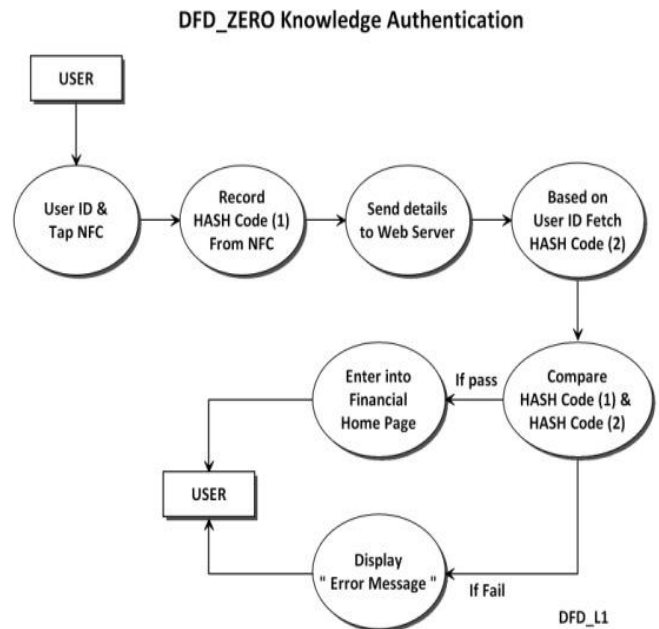 DFD_ZERO Knowledge Authentication
USER
User ID &
Tap NFC
Record
HASH Code (1)
From NFC
Send details
to Web Server
Based on
User ID Fetch
HASH Code (2)
Compare
HASH Code (1) &
HASH Code (2)
If pass
Enter into
Financial
Home Page
USER
Display
" Error Message "
If Fail
DFD_L1